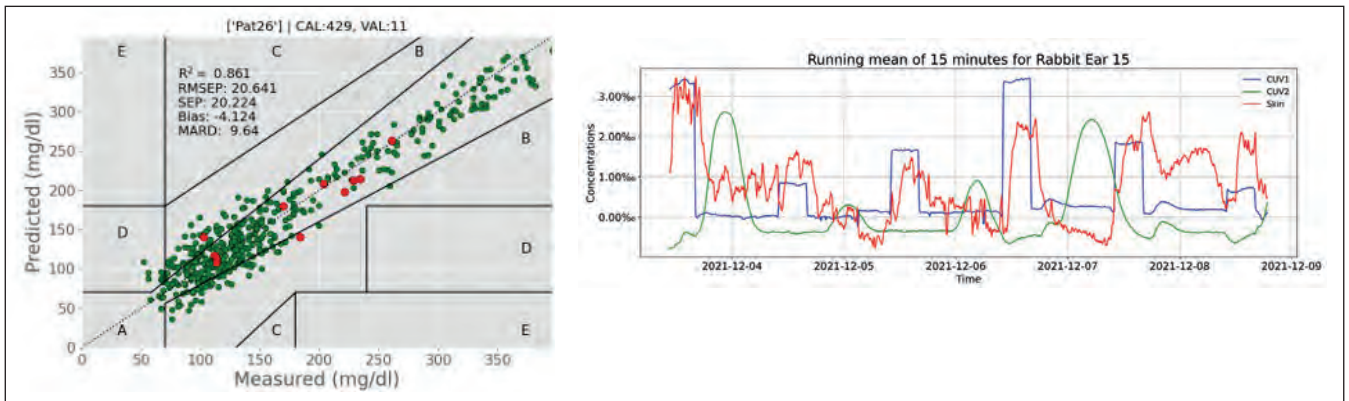 ['Pat26'] | CAL:429, VAL:11
E
C
B
350
R² = 0.861
RMSEP: 20.641
SEP: 20.224
Bias: -4.124
MARD: 9.64
300
B
250
200
150
D
D
100
50
A
C
E
0
0 50 100 150 200 250 300 350
Predicted (mg/dl)
Measured (mg/dl)
Running mean of 15 minutes for Rabbit Ear 15
CUV1
CUV2
Skin
3.00‰
2.00‰
1.00‰
0.00‰
Concentrations
2021-12-04 2021-12-05 2021-12-06 2021-12-07 2021-12-08 2021-12-09
Time